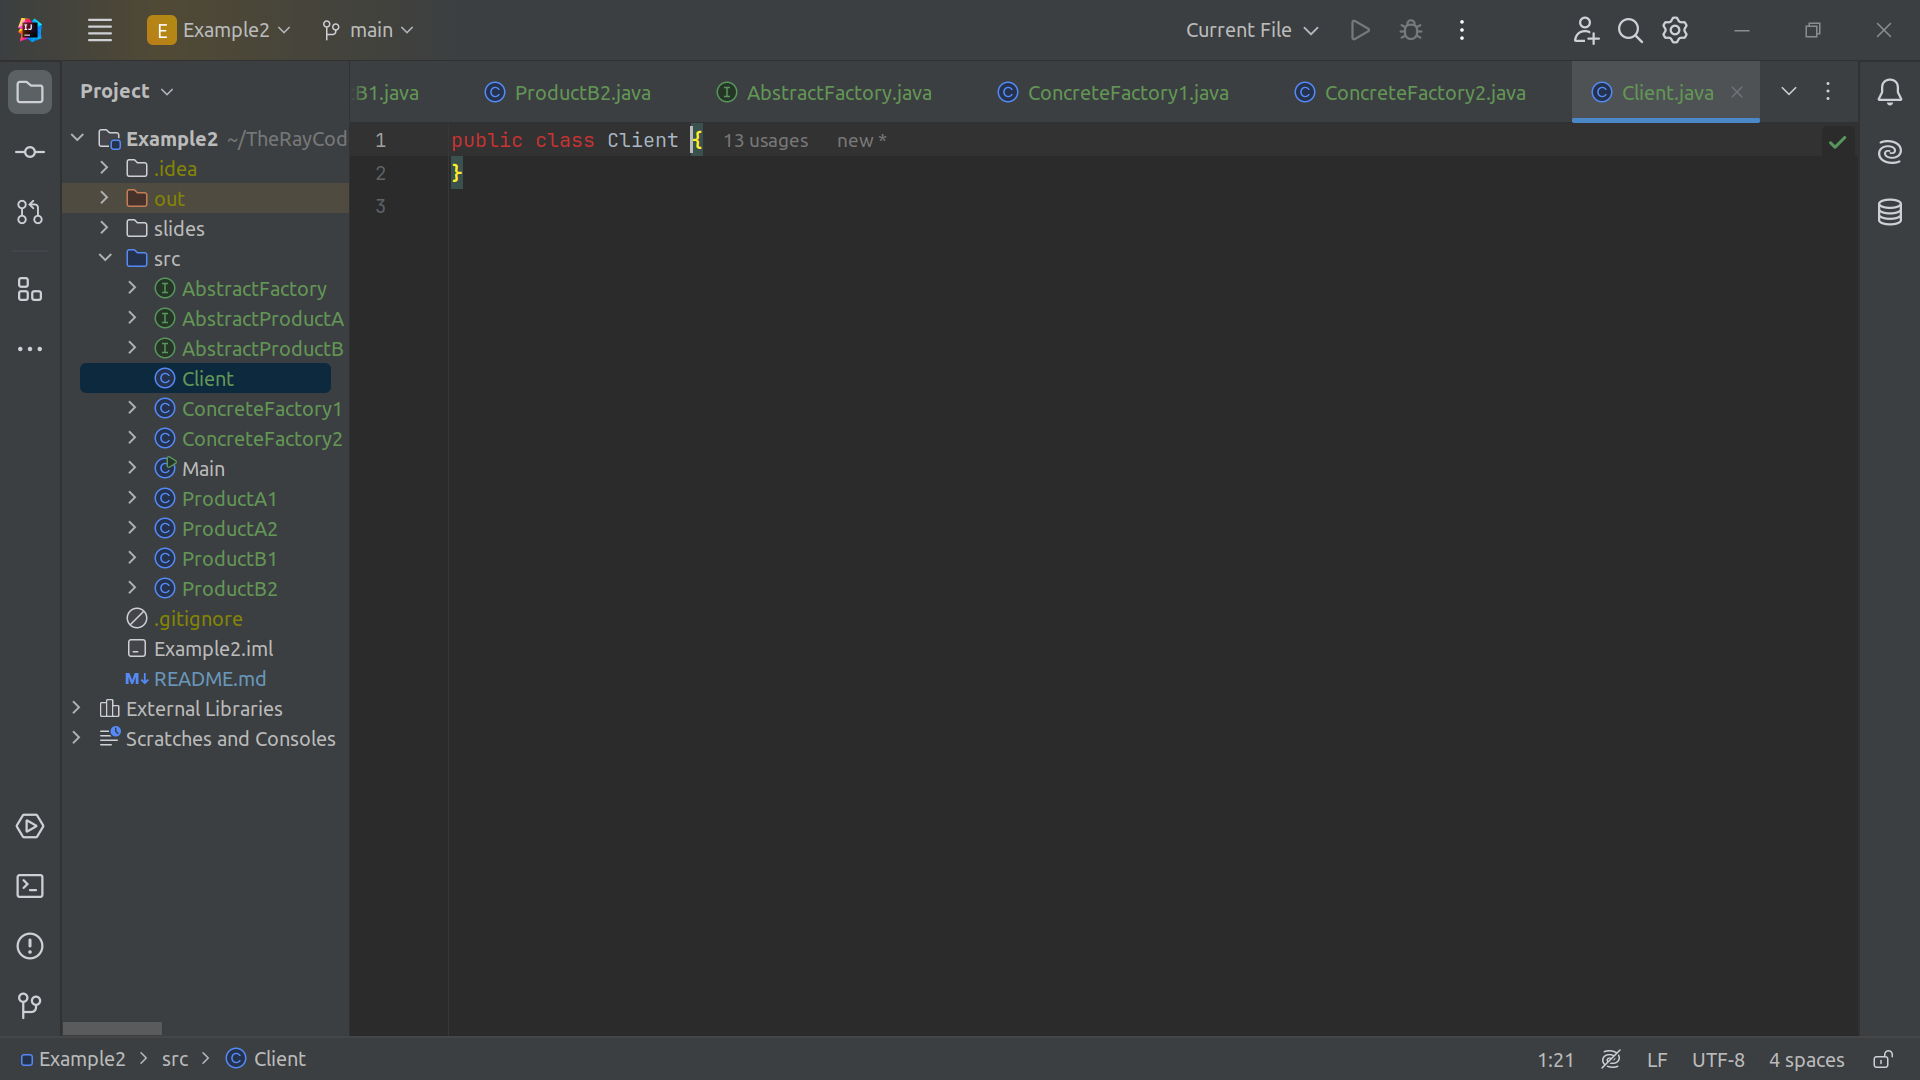 E Example2 main Current File
Project
B1.java ProductB2.java AbstractFactory.java ConcreteFactory1.java ConcreteFactory2.java Client.java
Example2 ~/TheRayCod
.idea
out
slides
src
AbstractFactory
AbstractProductA
AbstractProductB
Client
ConcreteFactory1
ConcreteFactory2
Main
ProductA1
ProductA2
ProductB1
ProductB2
.gitignore
Example2.iml
M↓ README.md
External Libraries
Scratches and Consoles
1 public class Client { 13 usages new *
2 }
3
Example2 > src > Client
1:21 LF UTF-8 4 spaces